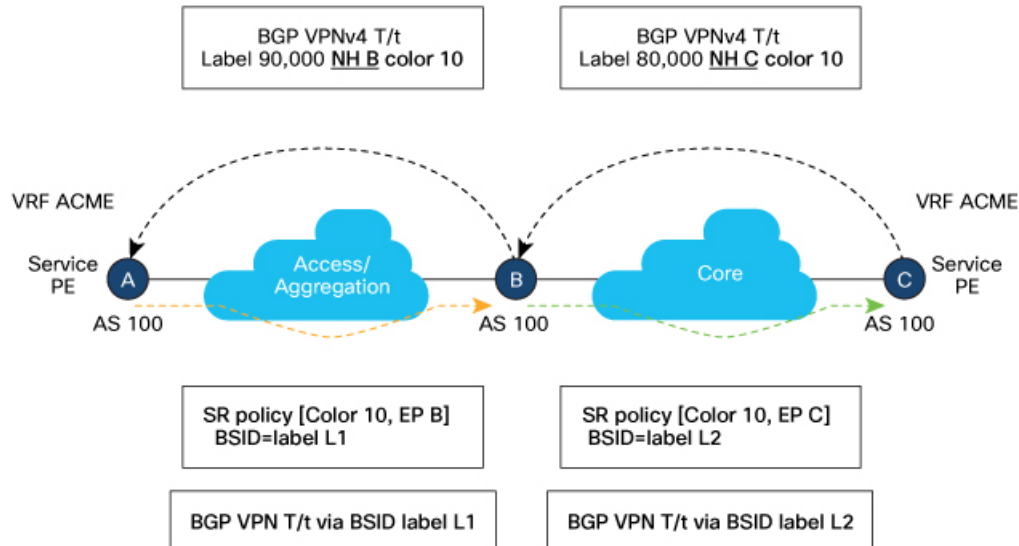 BGP VPNv4 T/t
Label 90,000 NH B color 10
BGP VPNv4 T/t
Label 80,000 NH C color 10
VRF ACME
VRF ACME
Service
PE
A
Access/
Aggregation
B
Core
C
Service
PE
AS 100
AS 100
AS 100
SR policy [Color 10, EP B]
BSID=label L1
SR policy [Color 10, EP C]
BSID=label L2
BGP VPN T/t via BSID label L1
BGP VPN T/t via BSID label L2